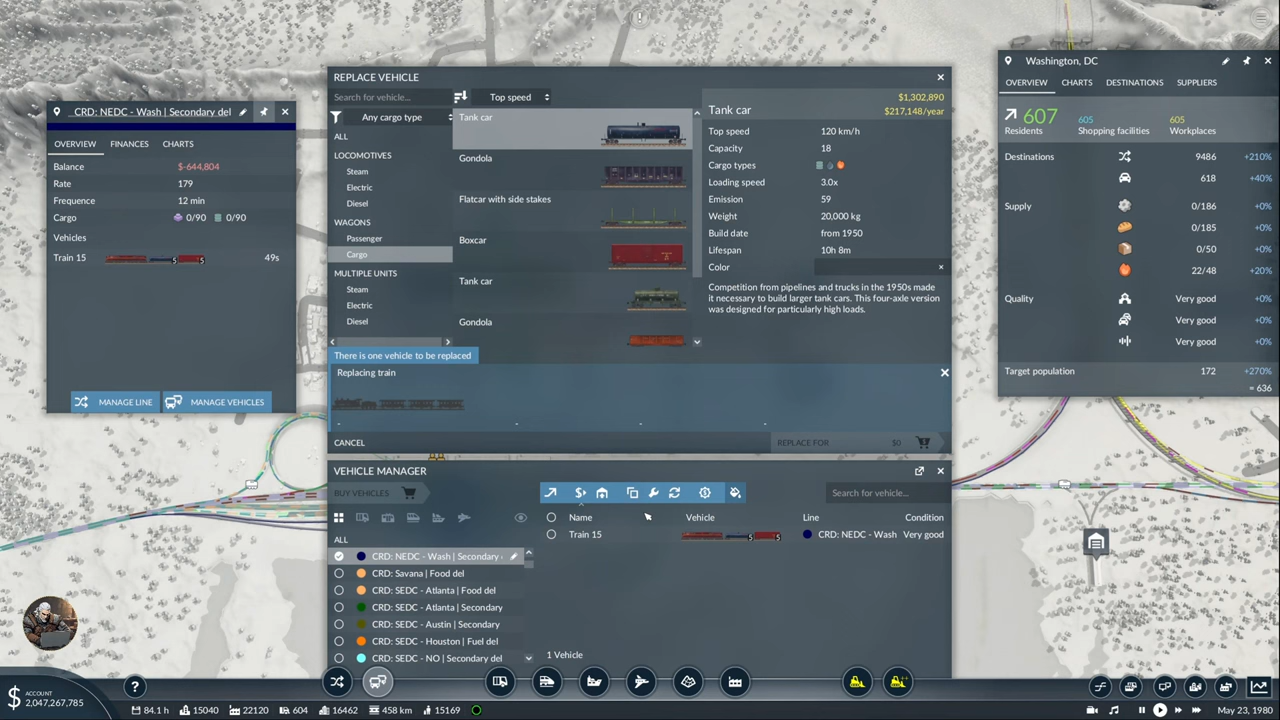 CRD: NEDC - Wash | Secondary.del
OVERVIEW FINANCES CHARTS
Balance $-644,804
Rate 179
Frequence 12 min
Cargo 0/90 0/90
Vehicles
Train 15 49s
MANAGE LINE MANAGE VEHICLES
REPLACE VEHICLE
Search for vehicle... Top speed
Any cargo type
ALL
LOCOMOTIVES
Steam
Electric
Diesel
WAGONS
Passenger
Cargo
MULTIPLE UNITS
Steam
Electric
Diesel
Tank car
Gondola
Flatcar with side stakes
Boxcar
Tank car
Gondola
$1,302,890
Tank car $217,148/year
Top speed 120 km/h
Capacity 18
Cargo types
Loading speed 3.0x
Emission 59
Weight 20,000 kg
Build date from 1950
Lifespan 10h 8m
Color
Competition from pipelines and trucks in the 1950s made
it necessary to build larger tank cars. This four-axle version
was designed for particularly high loads.
There is one vehicle to be replaced
Replacing train
- - - -
CANCEL REPLACE FOR $0
VEHICLE MANAGER
BUY VEHICLES Search for vehicle...
ALL
CRD: NEDC - Wash | Secondary
CRD: Savana | Food del
CRD: SEDC - Atlanta | Food del
CRD: SEDC - Atlanta | Secondary
CRD: SEDC - Austin | Secondary
CRD: SEDC - Houston | Fuel del
CRD: SEDC - NO | Secondary del
Name Vehicle Line Condition
Train 15 CRD: NEDC - Wash Very good
1 Vehicle
Washington, DC
OVERVIEW CHARTS DESTINATIONS SUPPLIERS
607 605 605
Residents Shopping facilities Workplaces
Destinations 9486 +210%
618 +40%
Supply 0/186 +0%
0/185 +0%
0/50 +0%
22/48 +20%
Quality Very good +0%
Very good +0%
Very good +0%
Target population 172 +270%
= 636
$ ACCOUNT
2,047,267,785
?
84.1 h 15040 22120 604 16462 458 km 15169 May 23, 1980